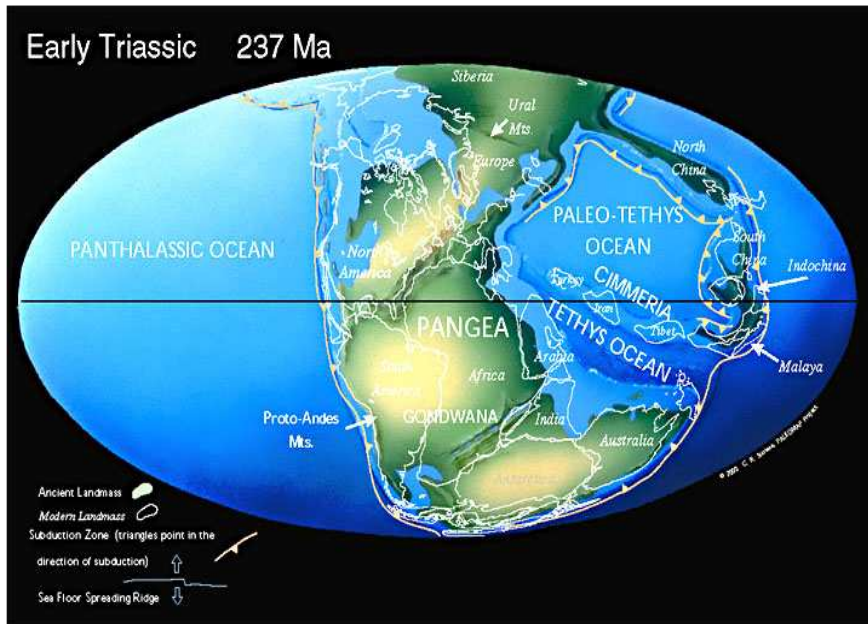 Early Triassic 237 Ma
Siberia
Ural
Mts.
Europe
North
China
PALEO-TETHYS
OCEAN
PANTHALASSIC OCEAN
North
America
South
China
Indochina
CIMMERIA
Turkey
Iran
Tibet
TETHYS OCEAN
PANGEA
Arabia
Malaya
South
America
Africa
GONDWANA
Proto-Andes
Mts.
India
Australia
Antarctica
Ancient Landmass
Modern Landmass
Subduction Zone (triangles point in the
direction of subduction)
Sea Floor Spreading Ridge